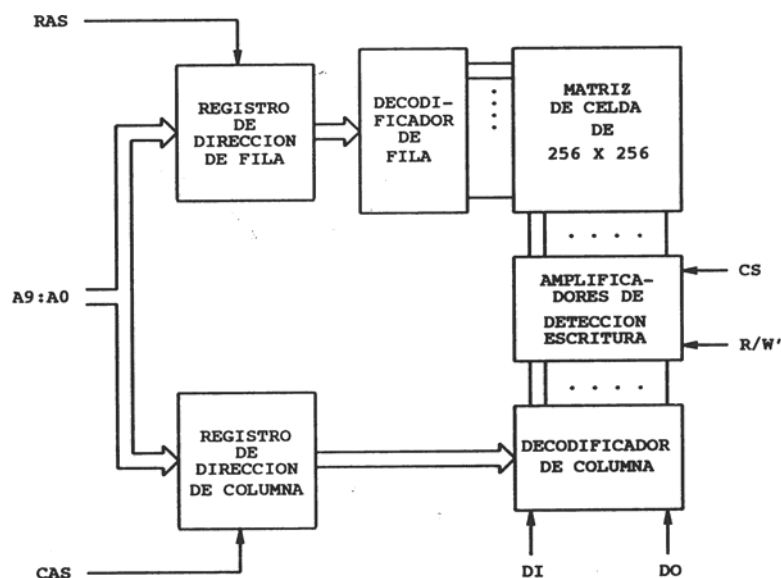 RAS
REGISTRO
DE
DIRECCION
DE FILA
DECODI-
FICADOR
DE
FILA
MATRIZ
DE CELDA
DE
256 X 256
A9:A0
AMPLIFICA-
DORES DE
DETECCION
ESCRITURA
CS
R/W'
REGISTRO
DE
DIRECCION
DE COLUMNA
DECODIFICADOR
DE COLUMNA
CAS
DI
DO